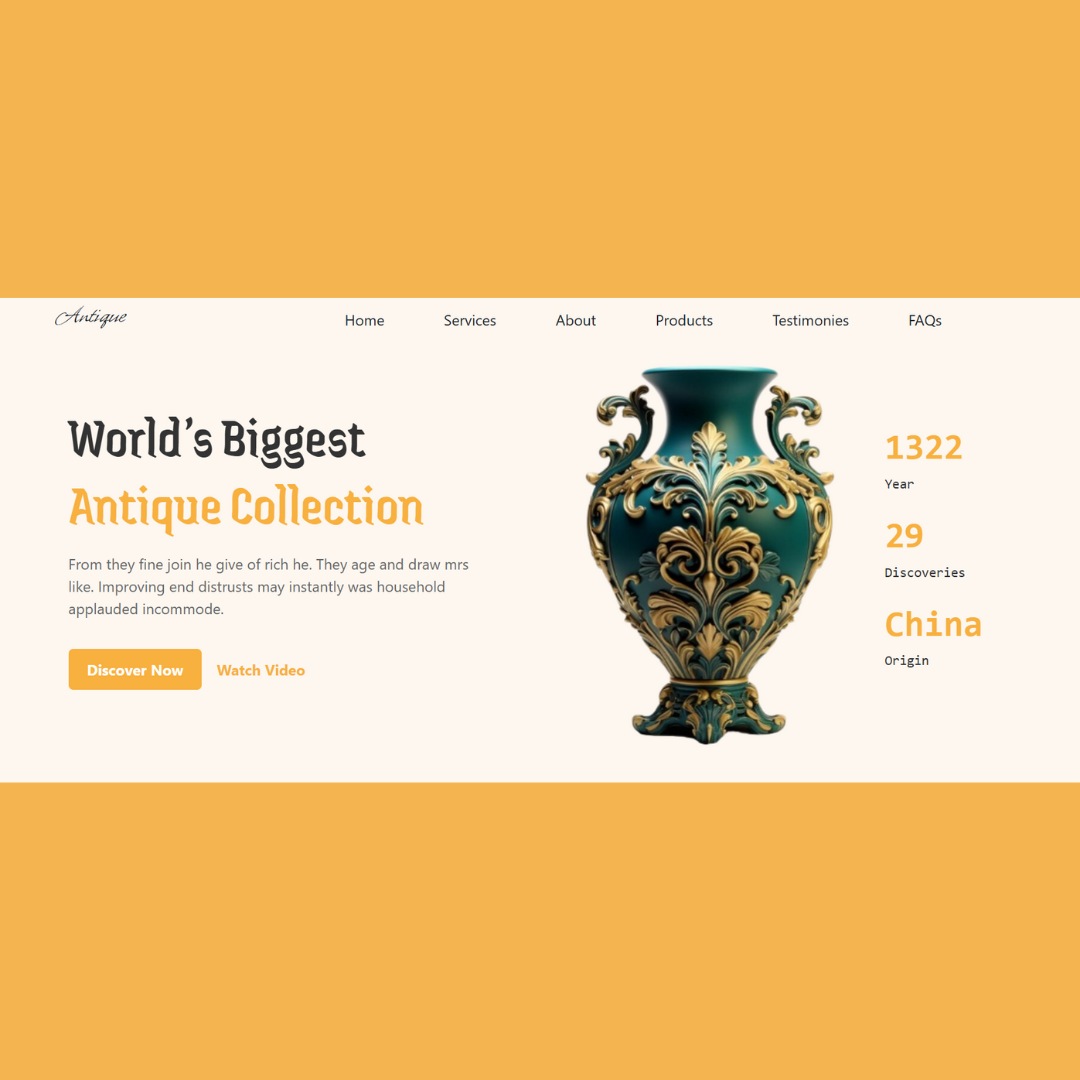 Antique
Home Services About Products Testimonies FAQs
World's Biggest
Antique Collection
From they fine join he give of rich he. They age and draw mrs
like. Improving end distrusts may instantly was household
applauded incommode.
Discover Now Watch Video
1322
Year
29
Discoveries
China
Origin